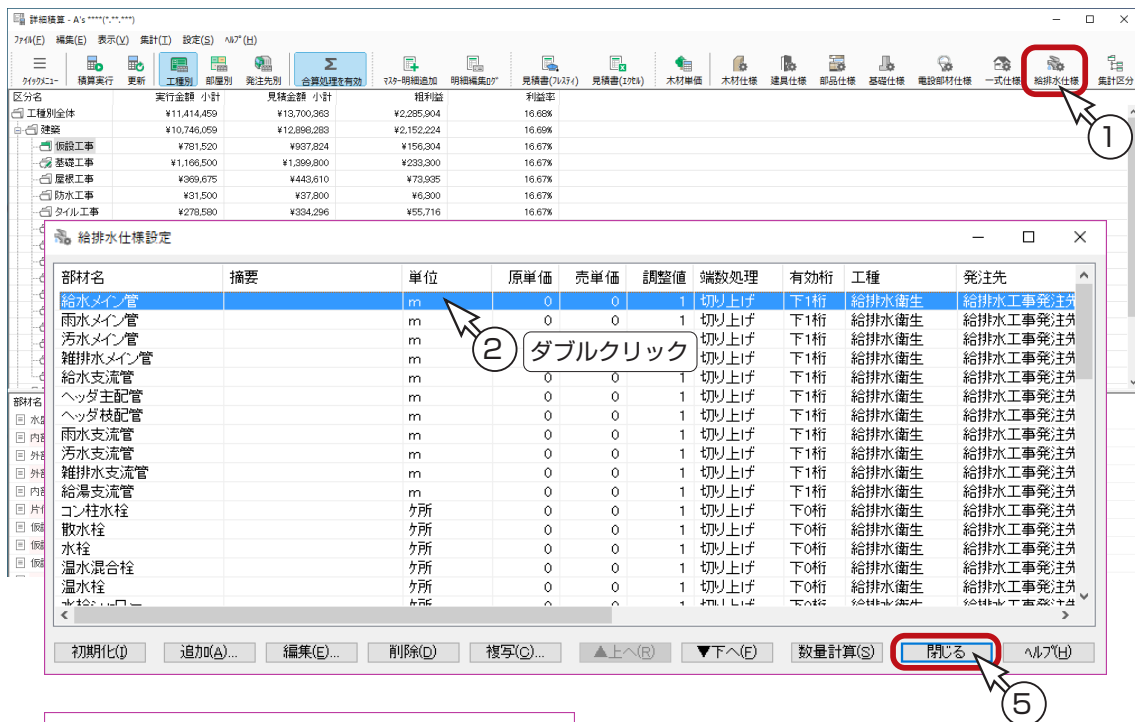 詳細積算 - A's ****(*.**.***)
ﾌｧｲﾙ(F) 編集(E) 表示(V) 集計(T) 設定(S) ﾍﾙﾌﾟ(H)
ｸｲｯｸﾒﾆｭｰ 積算実行 更新 工種別 部屋別 発注先別 合算処理を有効 ﾏｽﾀ-明細追加 明細編集ﾛｸﾞ 見積書(ﾌﾚｽﾃｨ) 見積書(ｴｸｾﾙ) 木材単価 木材仕様 建具仕様 部品仕様 基礎仕様 電設部材仕様 一式仕様 給排水仕様 集計区分
区分名 実行金額 小計 見積金額 小計 粗利益 利益率
工種別全体 ¥11,414,459 ¥13,700,363 ¥2,285,904 16.68%
建築 ¥10,746,059 ¥12,898,283 ¥2,152,224 16.69%
仮設工事 ¥781,520 ¥937,824 ¥156,304 16.67%
基礎工事 ¥1,166,500 ¥1,399,800 ¥233,300 16.67%
屋根工事 ¥369,675 ¥443,610 ¥73,935 16.67%
防水工事 ¥31,500 ¥37,800 ¥6,300 16.67%
タイル工事 ¥278,580 ¥334,296 ¥55,716 16.67%
1
給排水仕様設定
部材名 摘要 単位 原単価 売単価 調整値 端数処理 有効桁 工種 発注先
給水メイン管 m 0 0 1 切り上げ 下1桁 給排水衛生 給排水工事発注先
雨水メイン管 m 0 0 1 切り上げ 下1桁 給排水衛生 給排水工事発注先
汚水メイン管 m 切り上げ 下1桁 給排水衛生 給排水工事発注先
雑排水メイン管 m 切り上げ 下1桁 給排水衛生 給排水工事発注先
2 ダブルクリック
給水支流管 m 0 0 1 切り上げ 下1桁 給排水衛生 給排水工事発注先
ヘッダ主配管 m 0 0 1 切り上げ 下1桁 給排水衛生 給排水工事発注先
ヘッダ枝配管 m 0 0 1 切り上げ 下1桁 給排水衛生 給排水工事発注先
雨水支流管 m 0 0 1 切り上げ 下1桁 給排水衛生 給排水工事発注先
汚水支流管 m 0 0 1 切り上げ 下1桁 給排水衛生 給排水工事発注先
雑排水支流管 m 0 0 1 切り上げ 下1桁 給排水衛生 給排水工事発注先
給湯支流管 m 0 0 1 切り上げ 下1桁 給排水衛生 給排水工事発注先
コン柱水栓 ｹ所 0 0 1 切り上げ 下0桁 給排水衛生 給排水工事発注先
散水栓 ｹ所 0 0 1 切り上げ 下0桁 給排水衛生 給排水工事発注先
水栓 ｹ所 0 0 1 切り上げ 下0桁 給排水衛生 給排水工事発注先
温水混合栓 ｹ所 0 0 1 切り上げ 下0桁 給排水衛生 給排水工事発注先
温水栓 ｹ所 0 0 1 切り上げ 下0桁 給排水衛生 給排水工事発注先
初期化(I) 追加(A)... 編集(E)... 削除(D) 複写(C)... ▲上へ(R) ▼下へ(F) 数量計算(S) 閉じる ﾍﾙﾌﾟ(H)
5
部材名